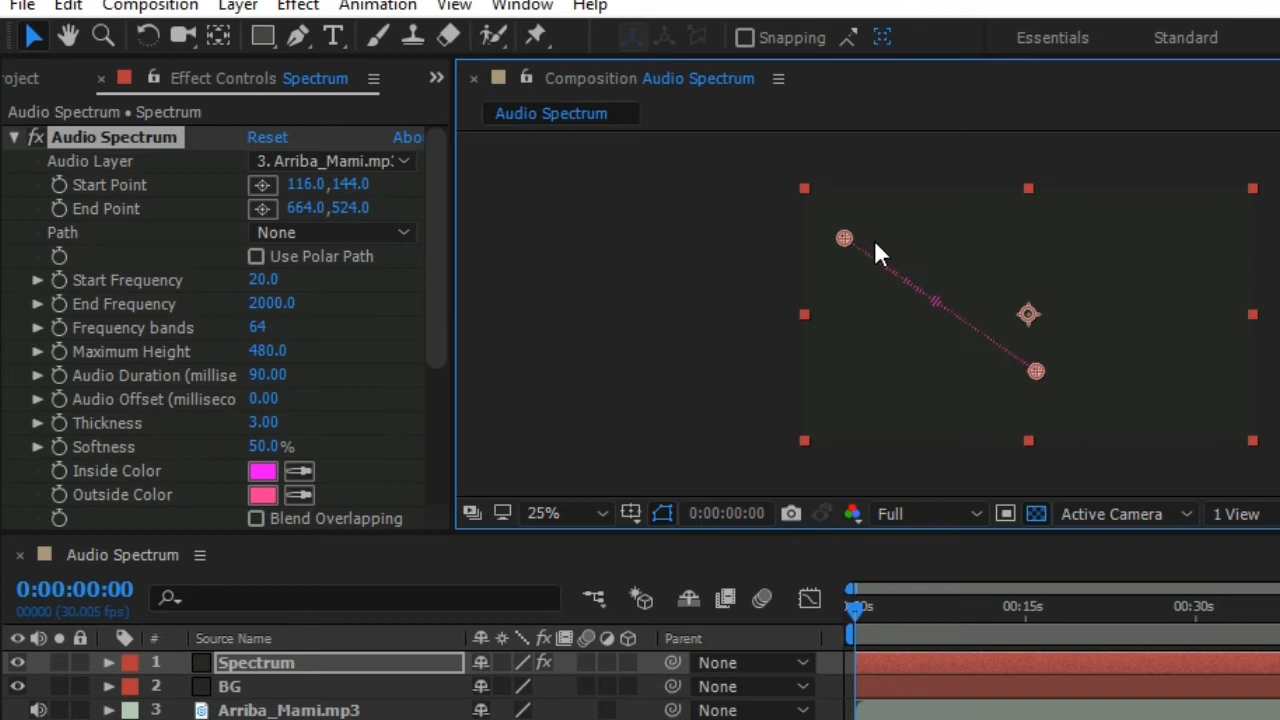 File Edit Composition Layer Effect Animation View Window Help
Snapping Essentials Standard
roject × Effect Controls Spectrum
× Composition Audio Spectrum
Audio Spectrum • Spectrum
Audio Spectrum
fx Audio Spectrum Reset Abou
Audio Layer 3. Arriba_Mami.mp3
Start Point 116.0,144.0
End Point 664.0,524.0
Path None
Use Polar Path
Start Frequency 20.0
End Frequency 2000.0
Frequency bands 64
Maximum Height 480.0
Audio Duration (millise 90.00
Audio Offset (milliseco 0.00
Thickness 3.00
Softness 50.0%
Inside Color
Outside Color
Blend Overlapping
25% 0:00:00:00 Full Active Camera 1 View
× Audio Spectrum
0:00:00:00
00000 (30.005 fps)
:00s 00:15s 00:30s
# Source Name fx Parent
1 Spectrum fx None
2 BG None
3 Arriba_Mami.mp3 None